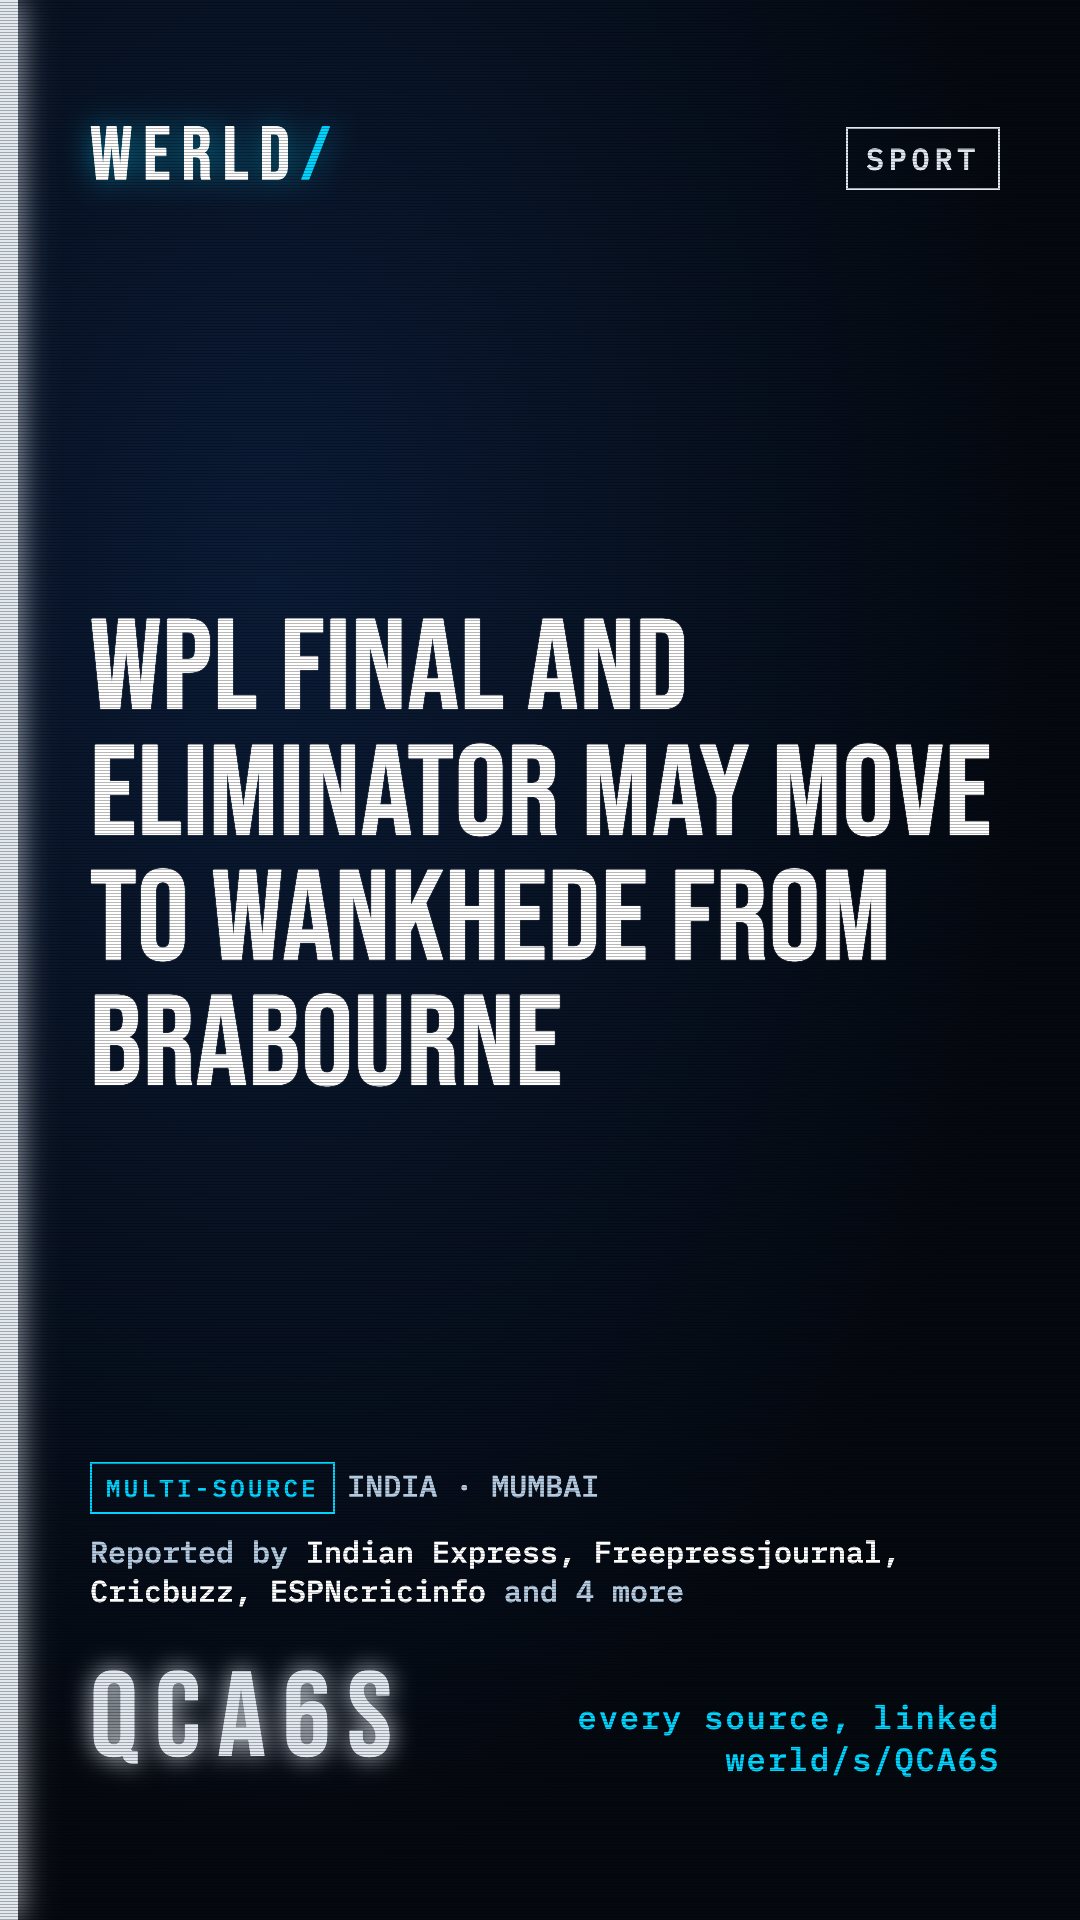 WERLD/
SPORT
WPL FINAL AND
ELIMINATOR MAY MOVE
TO WANKHEDE FROM
BRABOURNE
MULTI-SOURCE INDIA · MUMBAI
Reported by Indian Express, Freepressjournal,
Cricbuzz, ESPNcricinfo and 4 more
QCA6S
every source, linked
werld/s/QCA6S